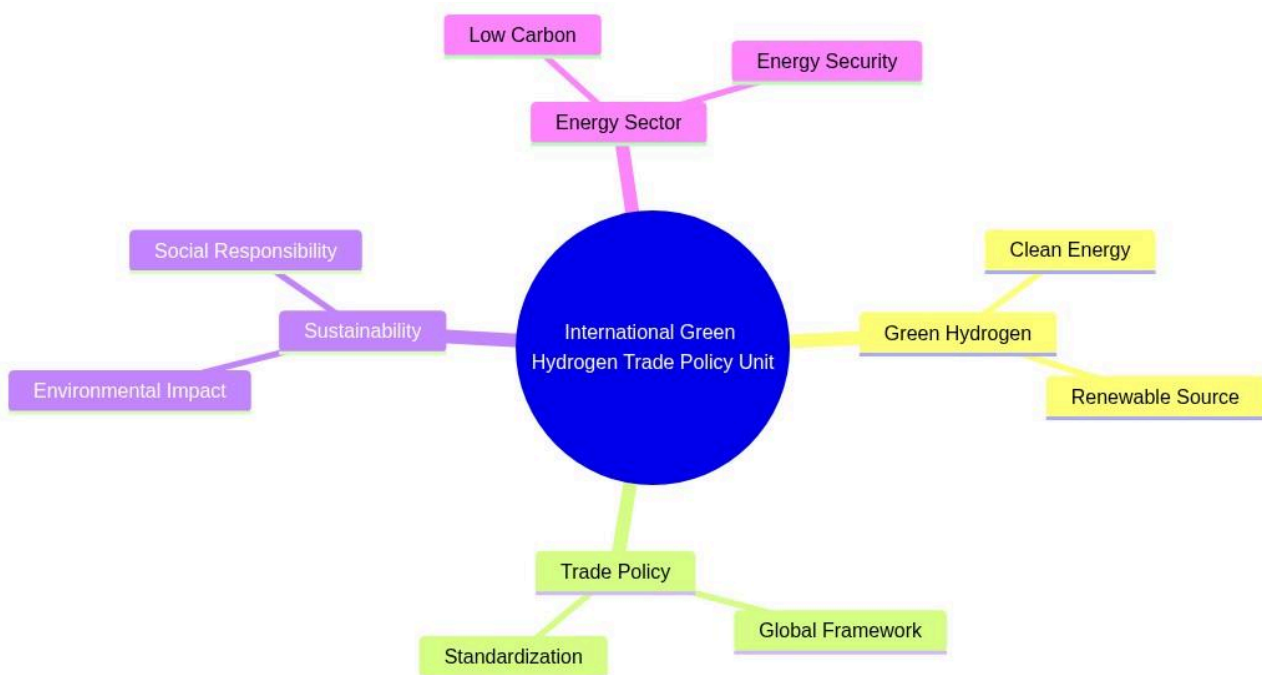 Low Carbon
Energy Security
Energy Sector
Social Responsibility
Clean Energy
Sustainability
International Green
Hydrogen Trade Policy Unit
Green Hydrogen
Environmental Impact
Renewable Source
Trade Policy
Global Framework
Standardization